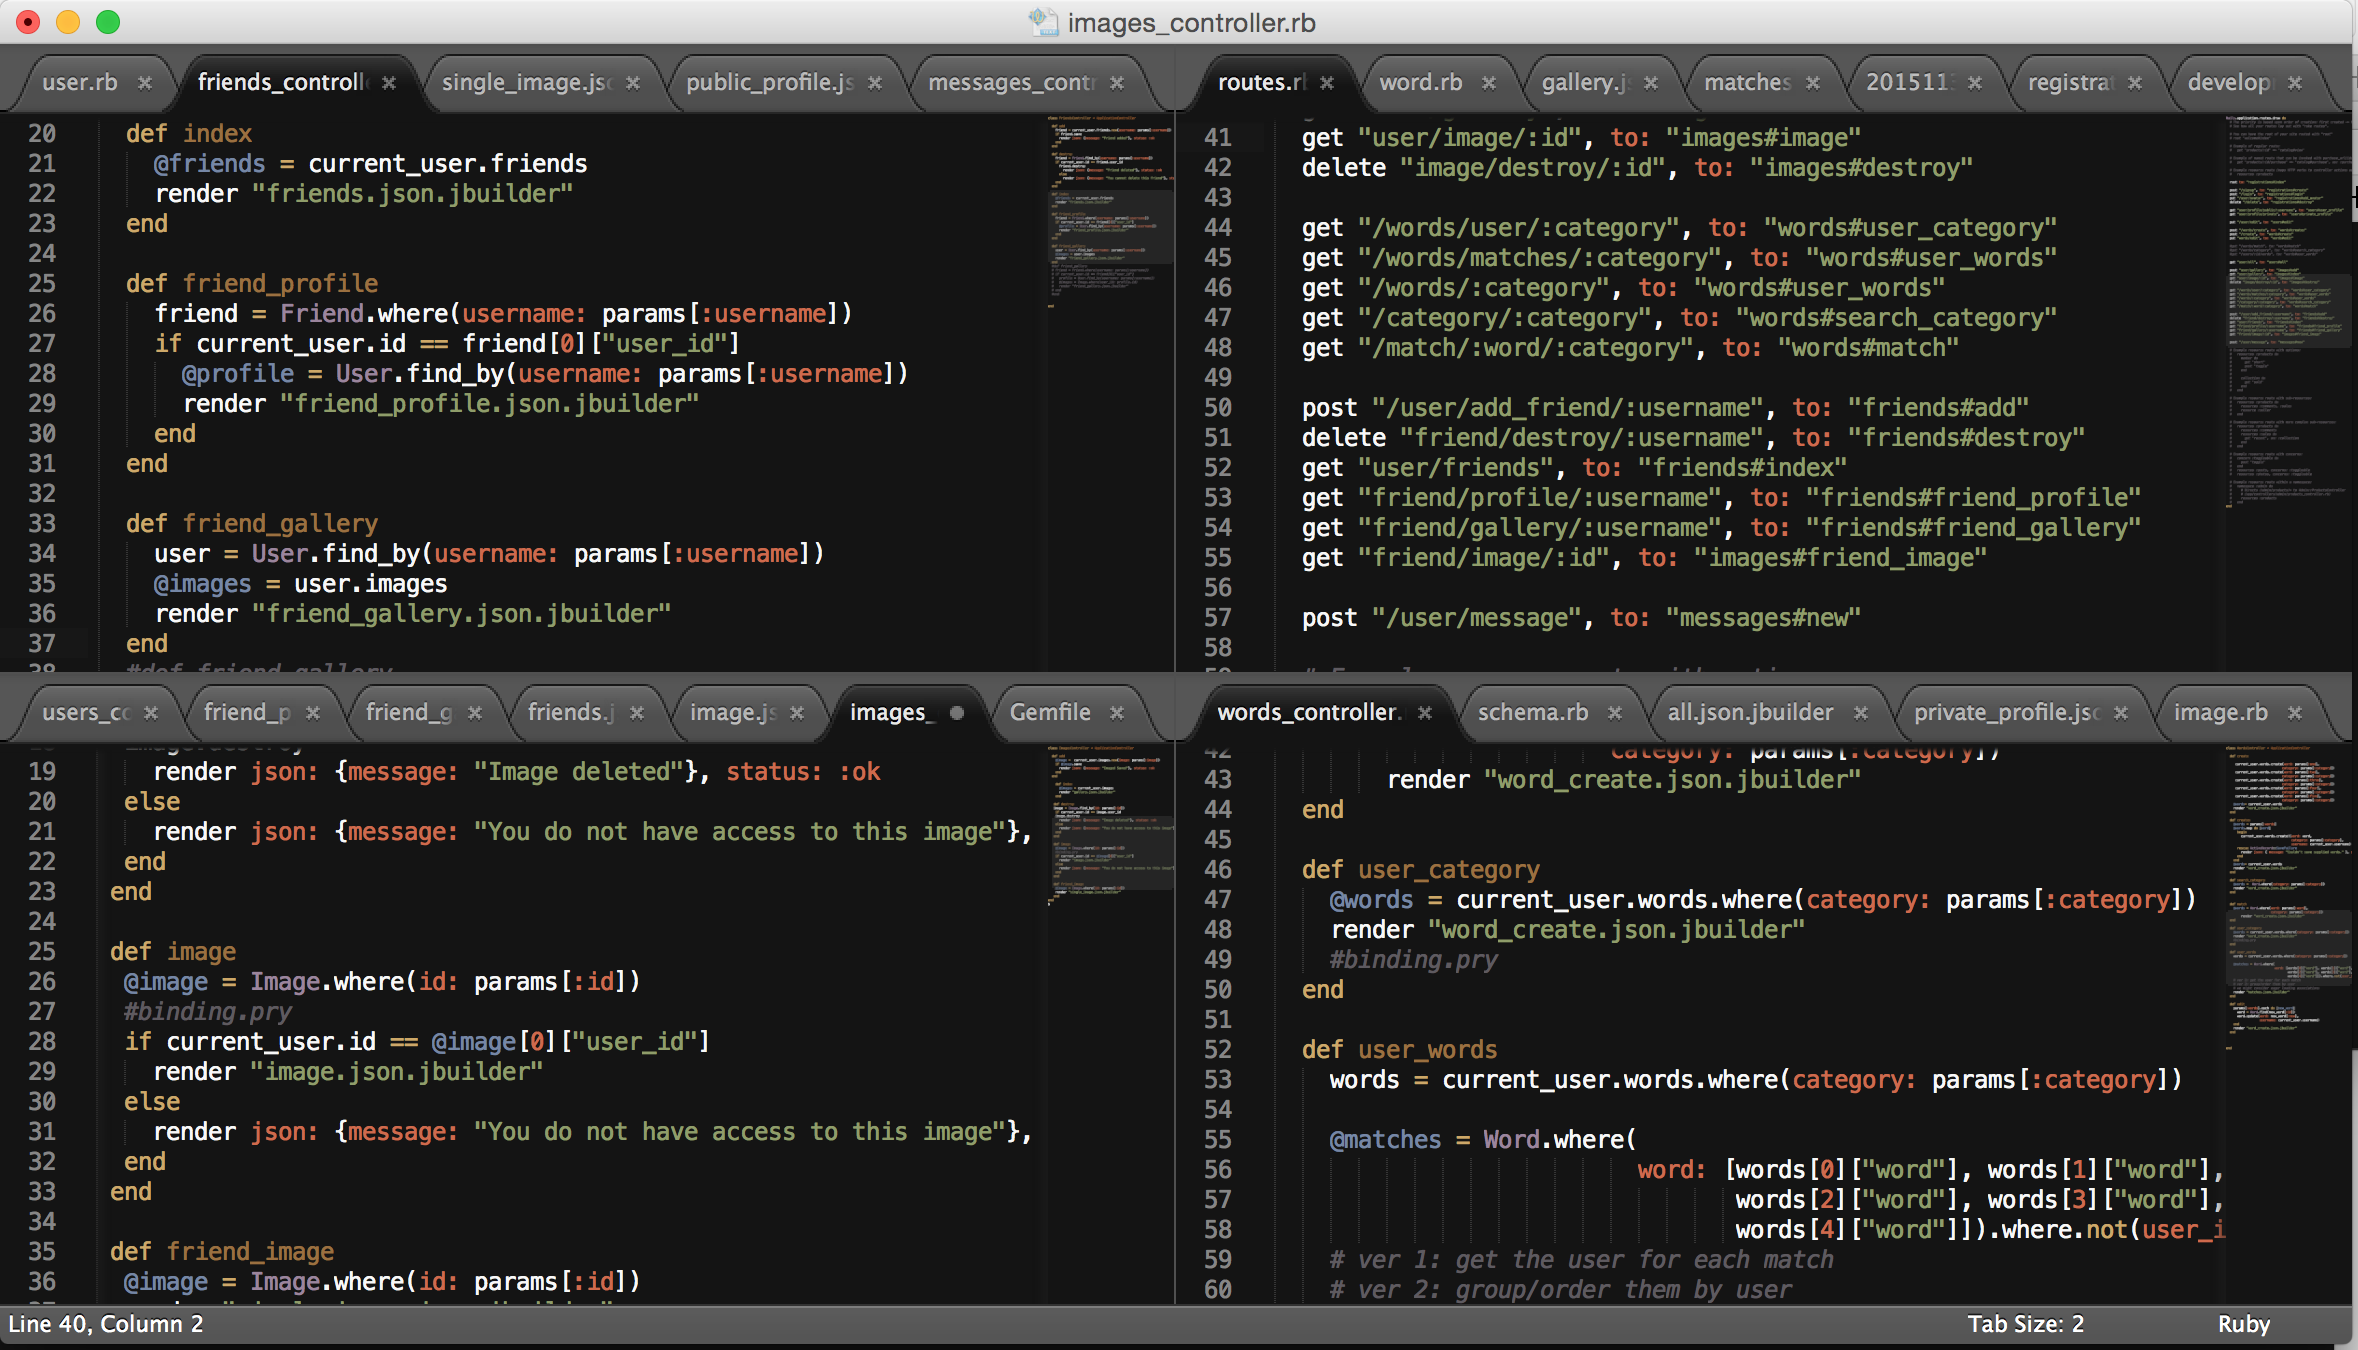 images_controller.rb
user.rb friends_controll single_image.js public_profile.js messages_cont
20 def index
21 @friends = current_user.friends
22 render "friends.json.jbuilder"
23 end
24
25 def friend_profile
26 friend = Friend.where(username: params[:username])
27 if current_user.id == friend[0]["user_id"]
28 @profile = User.find_by(username: params[:username])
29 render "friend_profile.json.jbuilder"
30 end
31 end
32
33 def friend_gallery
34 user = User.find_by(username: params[:username])
35 @images = user.images
36 render "friend_gallery.json.jbuilder"
37 end
38 #def friend_gallery
routes.rb word.rb gallery.j matches 2015111 registrat develop
41 get "user/image/:id", to: "images#image"
42 delete "image/destroy/:id", to: "images#destroy"
43
44 get "/words/user/:category", to: "words#user_category"
45 get "/words/matches/:category", to: "words#user_words"
46 get "/words/:category", to: "words#user_words"
47 get "/category/:category", to: "words#search_category"
48 get "/match/:word/:category", to: "words#match"
49
50 post "/user/add_friend/:username", to: "friends#add"
51 delete "friend/destroy/:username", to: "friends#destroy"
52 get "user/friends", to: "friends#index"
53 get "friend/profile/:username", to: "friends#friend_profile"
54 get "friend/gallery/:username", to: "friends#friend_gallery"
55 get "friend/image/:id", to: "images#friend_image"
56
57 post "/user/message", to: "messages#new"
58
users_co friend_p friend_g friends.j image.js images_ Gemfile
image.destroy
19 render json: {message: "Image deleted"}, status: :ok
20 else
21 render json: {message: "You do not have access to this image"},
22 end
23 end
24
25 def image
26 @image = Image.where(id: params[:id])
27 #binding.pry
28 if current_user.id == @image[0]["user_id"]
29 render "image.json.jbuilder"
30 else
31 render json: {message: "You do not have access to this image"},
32 end
33 end
34
35 def friend_image
36 @image = Image.where(id: params[:id])
words_controller. schema.rb all.json.jbuilder private_profile.jso image.rb
42 category: params[:category])
43 render "word_create.json.jbuilder"
44 end
45
46 def user_category
47 @words = current_user.words.where(category: params[:category])
48 render "word_create.json.jbuilder"
49 #binding.pry
50 end
51
52 def user_words
53 words = current_user.words.where(category: params[:category])
54
55 @matches = Word.where(
56 word: [words[0]["word"], words[1]["word"],
57 words[2]["word"], words[3]["word"],
58 words[4]["word"]]).where.not(user_i
59 # ver 1: get the user for each match
60 # ver 2: group/order them by user
Line 40, Column 2 Tab Size: 2 Ruby